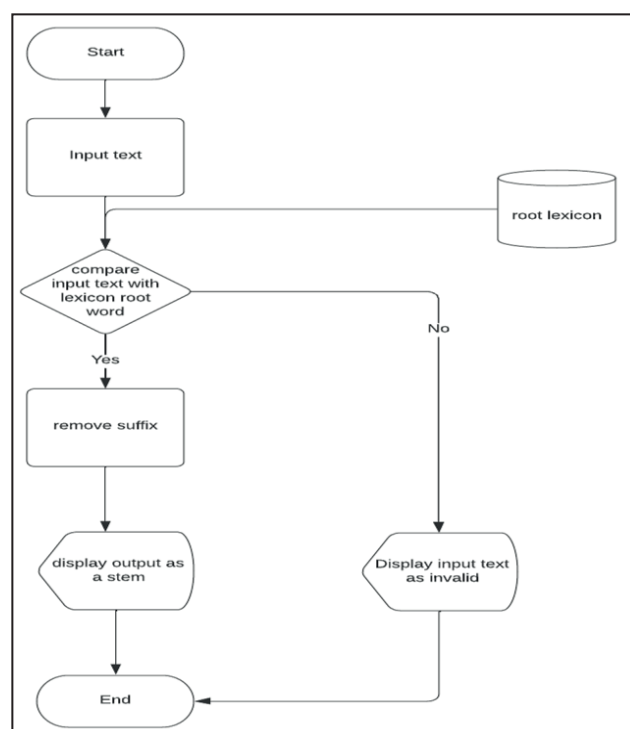 Start
Input text
root lexicon
compare
input text with
lexicon root
word
No
Yes
remove suffix
display output as
a stem
Display input text
as invalid
End